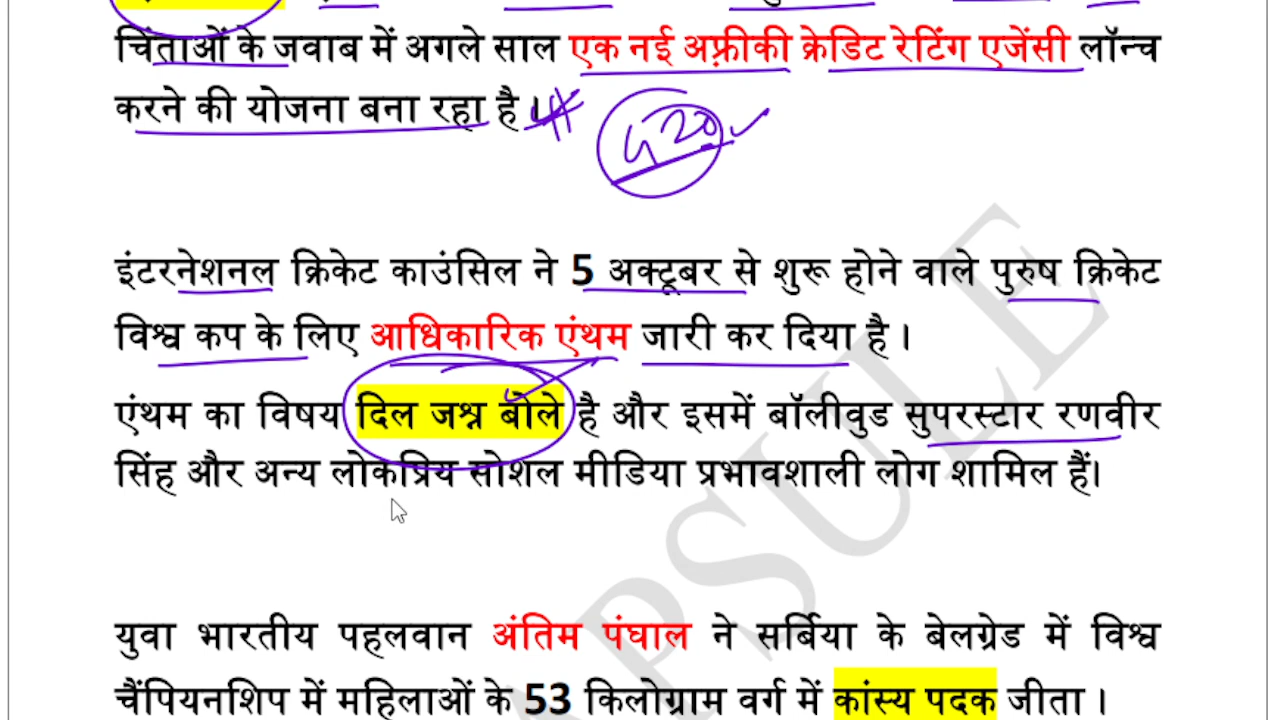 चिंताओं के जवाब में अगले साल एक नई अफ़्रीकी क्रेडिट रेटिंग एजेंसी लॉन्च
करने की योजना बना रहा है ।
इंटरनेशनल क्रिकेट काउंसिल ने 5 अक्टूबर से शुरू होने वाले पुरुष क्रिकेट
विश्व कप के लिए आधिकारिक एंथम जारी कर दिया है ।
एंथम का विषय दिल जश्न बोले है और इसमें बॉलीवुड सुपरस्टार रणवीर
सिंह और अन्य लोकप्रिय सोशल मीडिया प्रभावशाली लोग शामिल हैं।
युवा भारतीय पहलवान अंतिम पंघाल ने सर्बिया के बेलग्रेड में विश्व
चैंपियनशिप में महिलाओं के 53 किलोग्राम वर्ग में कांस्य पदक जीता ।
APSULE